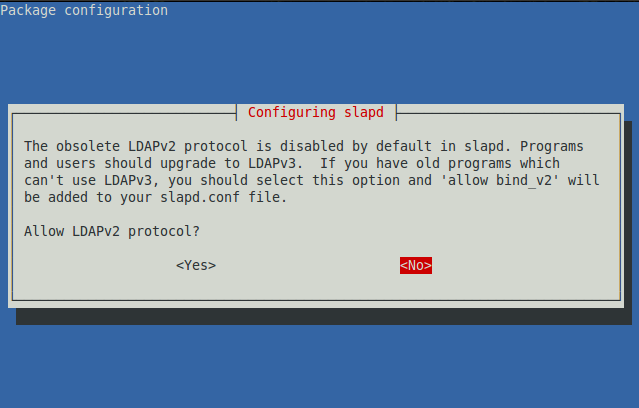 Package configuration
Configuring slapd
The obsolete LDAPv2 protocol is disabled by default in slapd. Programs
and users should upgrade to LDAPv3.  If you have old programs which
can't use LDAPv3, you should select this option and 'allow bind_v2' will
be added to your slapd.conf file.
Allow LDAPv2 protocol?
<Yes> <No>